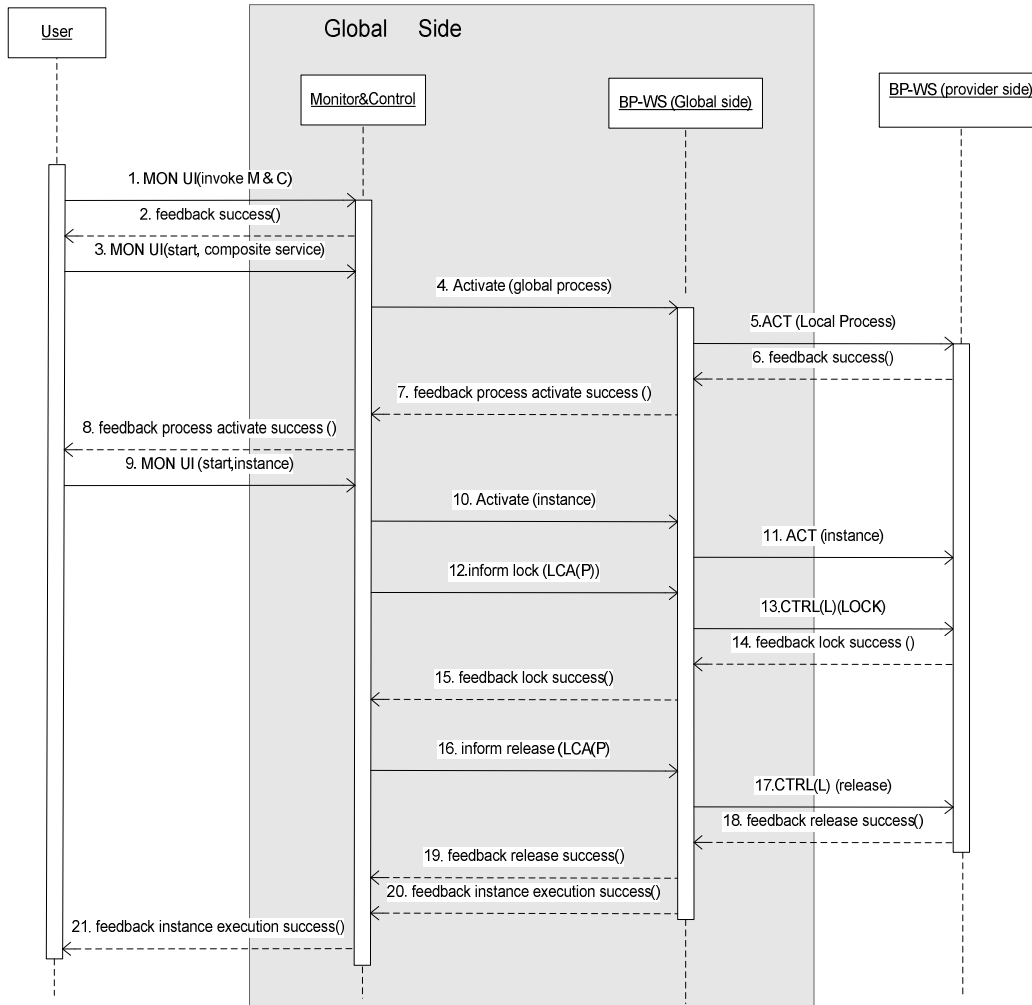 User
Global Side
Monitor&Control
BP-WS (Global side)
BP-WS (provider side)
1. MON UI(invoke M & C)
2. feedback success()
3. MON UI(start, composite service)
4. Activate (global process)
5.ACT (Local Process)
6. feedback success()
7. feedback process activate success ()
8. feedback process activate success ()
9. MON UI (start,instance)
10. Activate (instance)
11. ACT (instance)
12.inform lock (LCA(P))
13.CTRL(L)(LOCK)
14. feedback lock success ()
15. feedback lock success()
16. inform release (LCA(P)
17.CTRL(L) (release)
18. feedback release success()
19. feedback release success()
20. feedback instance execution success()
21. feedback instance execution success()